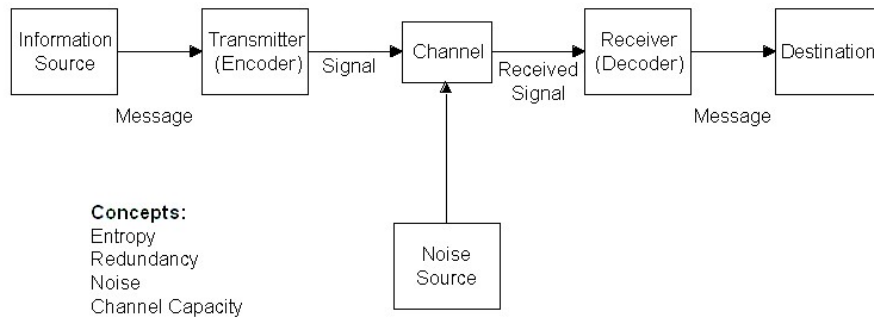 Information
Source
Transmitter
(Encoder)
Channel
Receiver
(Decoder)
Destination
Signal
Received
Signal
Message
Message
Concepts:
Entropy
Redundancy
Noise
Channel Capacity
Noise
Source